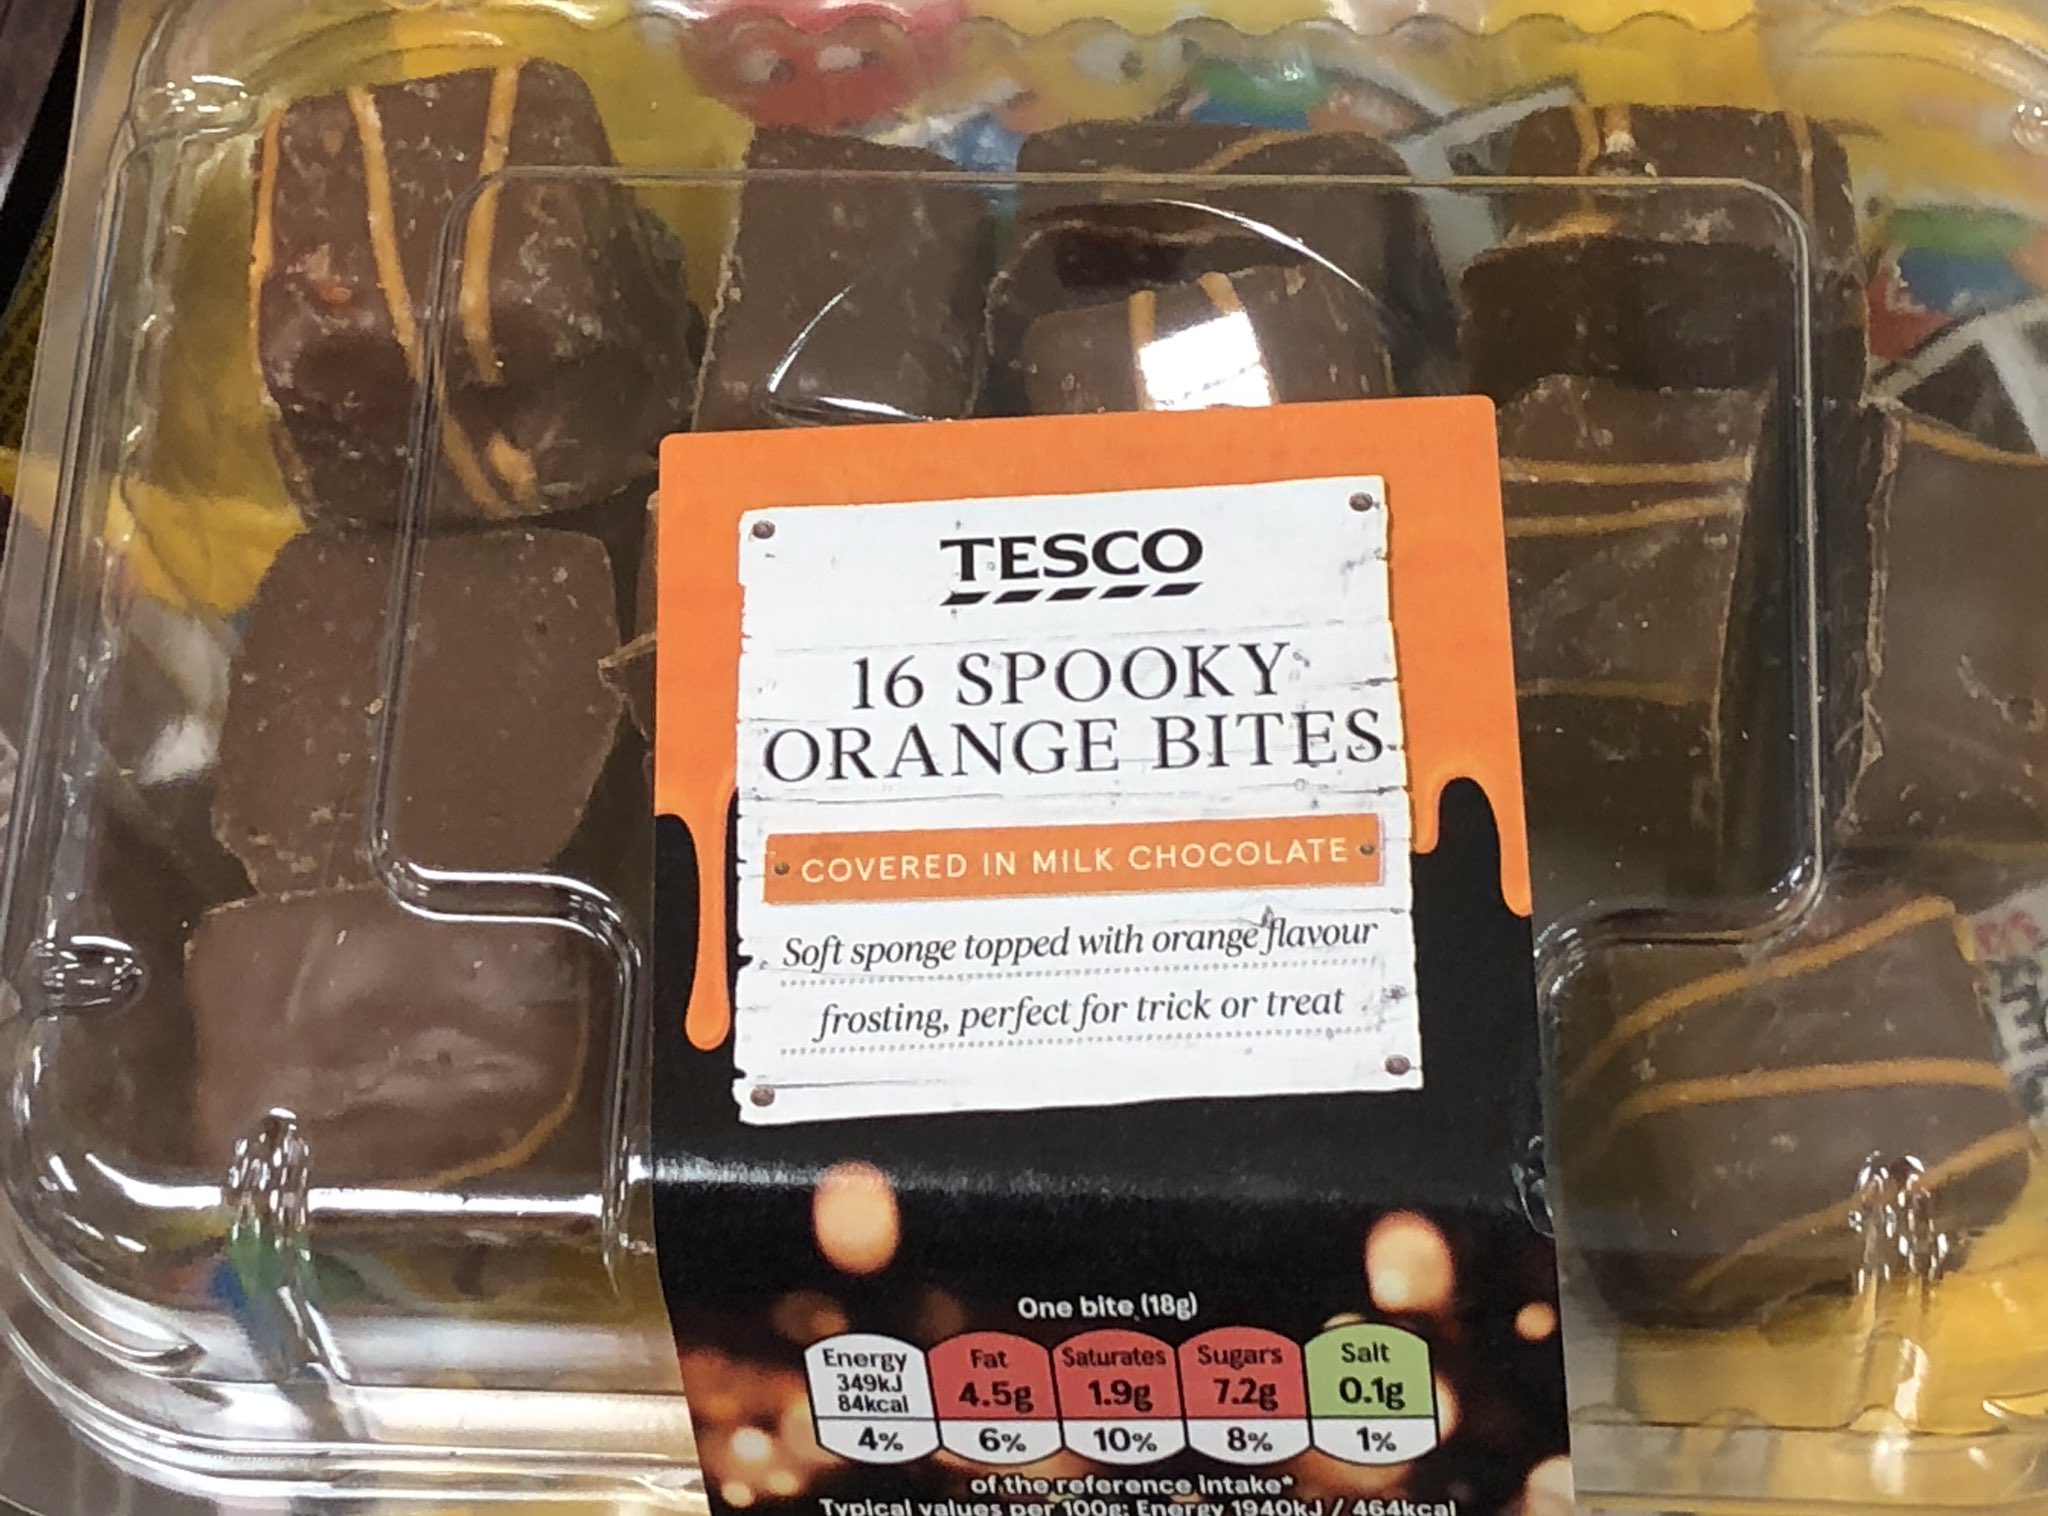 TESCO
16 SPOOKY
ORANGE BITES
COVERED IN MILK CHOCOLATE
Soft sponge topped with orange flavour
frosting, perfect for trick or treat
One bite (18g)
Energy Fat Saturates Sugars Salt
349kJ
84kcal 4.5g 1.9g 7.2g 0.1g
4% 6% 10% 8% 1%
of the reference intake*
Typical values per 100g: Energy 1940kJ / 464kcal